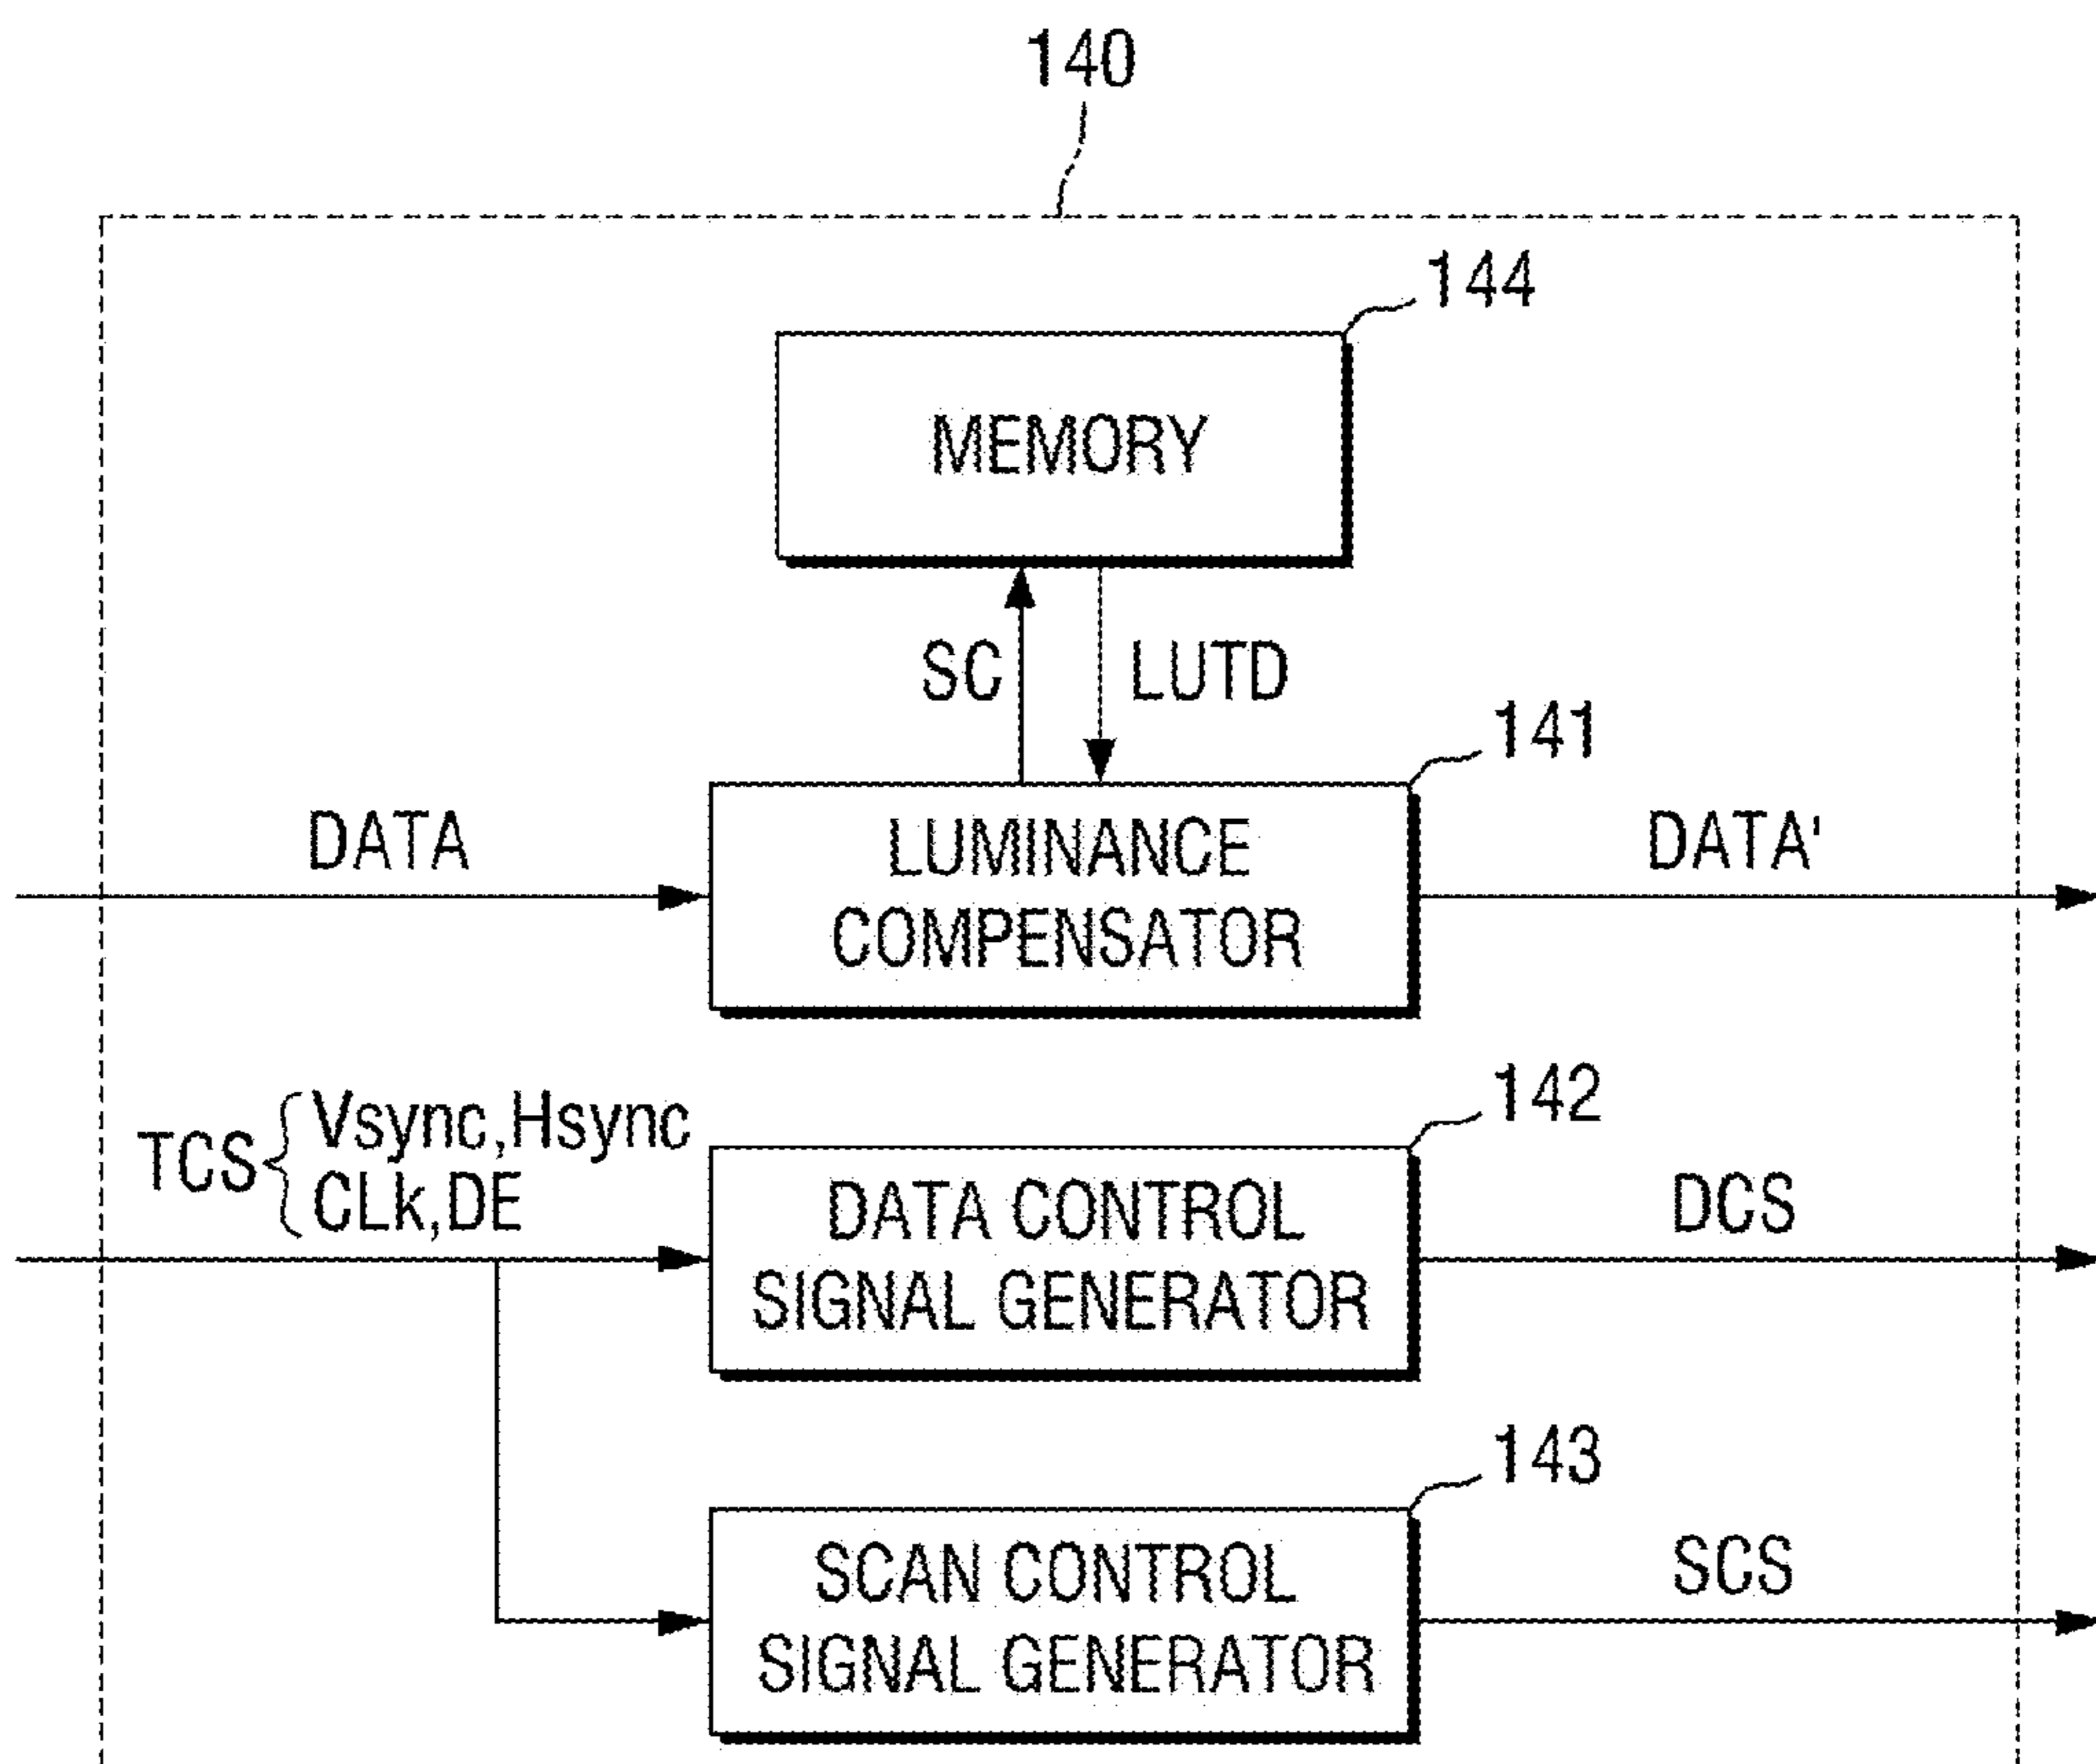 140
144
MEMORY
SC
LUTD
141
DATA
LUMINANCE
COMPENSATOR
DATA'
142
TCS
Vsync,Hsync
CLk,DE
DATA CONTROL
SIGNAL GENERATOR
DCS
143
SCAN CONTROL
SIGNAL GENERATOR
SCS